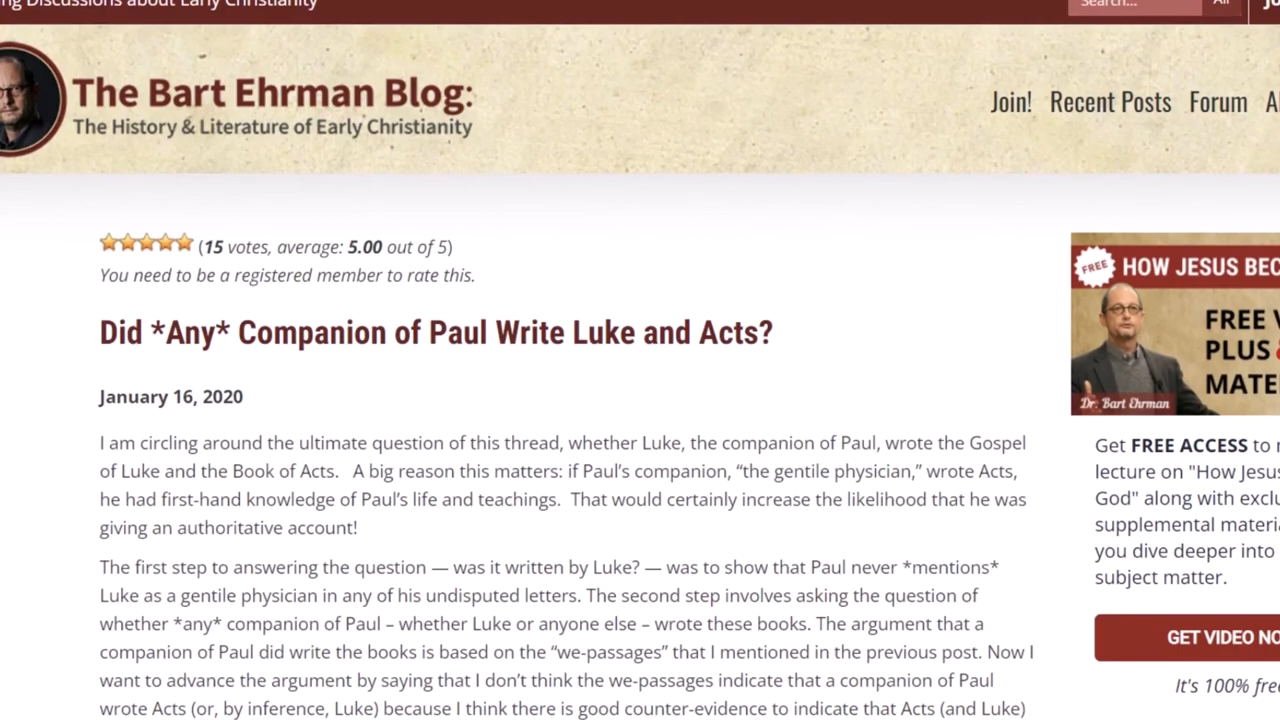 ng Discussions about Early Christianity
Search...
All
The Bart Ehrman Blog:
The History & Literature of Early Christianity
Join! Recent Posts Forum
(15 votes, average: 5.00 out of 5)
You need to be a registered member to rate this.
Did *Any* Companion of Paul Write Luke and Acts?
January 16, 2020
I am circling around the ultimate question of this thread, whether Luke, the companion of Paul, wrote the Gospel
of Luke and the Book of Acts. A big reason this matters: if Paul’s companion, “the gentile physician,” wrote Acts,
he had first-hand knowledge of Paul’s life and teachings. That would certainly increase the likelihood that he was
giving an authoritative account!
The first step to answering the question — was it written by Luke? — was to show that Paul never *mentions*
Luke as a gentile physician in any of his undisputed letters. The second step involves asking the question of
whether *any* companion of Paul – whether Luke or anyone else – wrote these books. The argument that a
companion of Paul did write the books is based on the “we-passages” that I mentioned in the previous post. Now I
want to advance the argument by saying that I don’t think the we-passages indicate that a companion of Paul
wrote Acts (or, by inference, Luke) because I think there is good counter-evidence to indicate that Acts (and Luke)
FREE
HOW JESUS BEC
FREE
PLUS
MATE
Dr. Bart Ehrman
Get FREE ACCESS to
lecture on "How Jesus
God" along with exclu
supplemental materia
you dive deeper into
subject matter.
GET VIDEO NO
It's 100% free